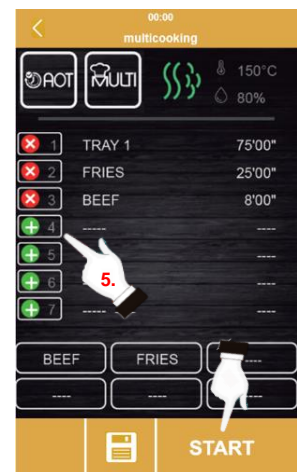 00:00
multicooking
AOT MULTI 150°C
80%
1 TRAY 1 75'00"
2 FRIES 25'00"
3 BEEF 8'00"
4 ----- ----
5. 
5 ----- ----
6 ----- ----
7 ----- ----
BEEF FRIES ----
---- ---- ----
START